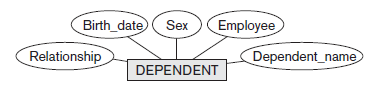 Birth_date Sex Employee
Relationship Dependent_name
DEPENDENT